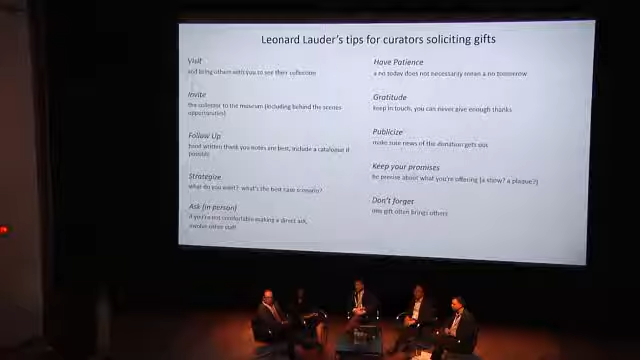 Leonard Lauder's tips for curators soliciting gifts
Visit
and bring others with you to see their collection
Invite
the collector to the museum (including behind the scenes
opportunities)
Follow Up
hand written thank you notes are best, include a catalogue if
possible
Strategize
what do you want? what's the best case scenario?
Ask (in person)
if you're not comfortable making a direct ask,
involve other staff
Have Patience
a no today does not necessarily mean a no tomorrow
Gratitude
keep in touch, you can never give enough thanks
Publicize
make sure news of the donation gets out
Keep your promises
be precise about what you're offering (a show? a plaque?)
Don't forget
one gift often brings others